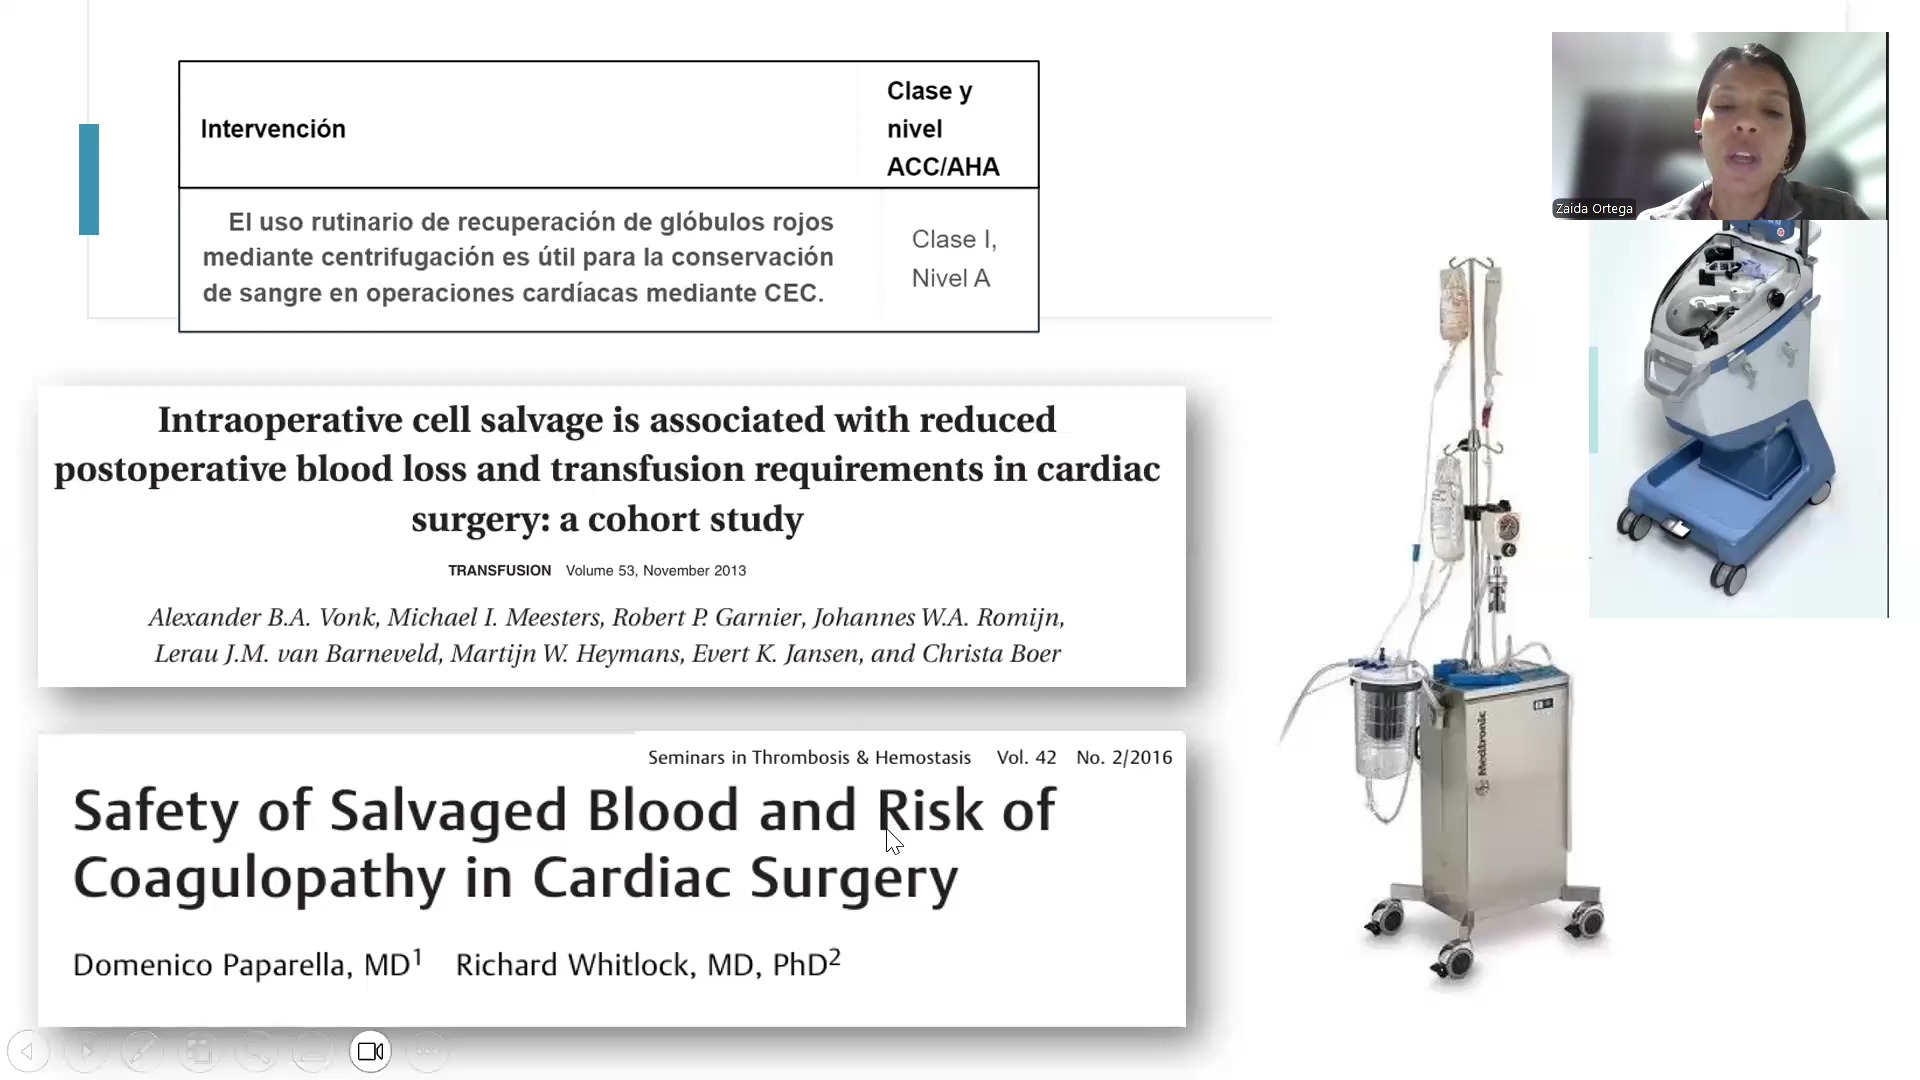 Intervención
Clase y
nivel
ACC/AHA
El uso rutinario de recuperación de glóbulos rojos
mediante centrifugación es útil para la conservación
de sangre en operaciones cardíacas mediante CEC.
Clase I,
Nivel A
Zaida Ortega
Intraoperative cell salvage is associated with reduced
postoperative blood loss and transfusion requirements in cardiac
surgery: a cohort study
TRANSFUSION Volume 53, November 2013
Alexander B.A. Vonk, Michael I. Meesters, Robert P. Garnier, Johannes W.A. Romijn,
Lerau J.M. van Barneveld, Martijn W. Heymans, Evert K. Jansen, and Christa Boer
Seminars in Thrombosis & Hemostasis Vol. 42 No. 2/2016
Safety of Salvaged Blood and Risk of
Coagulopathy in Cardiac Surgery
Domenico Paparella, MD1 Richard Whitlock, MD, PhD2
Medtronic